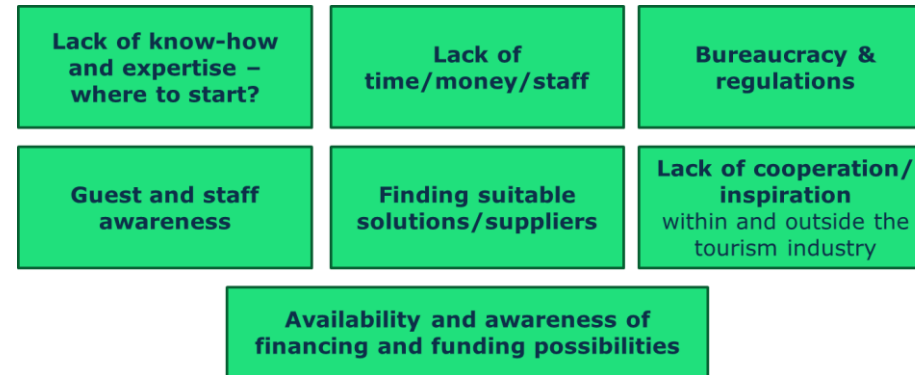 Lack of know-how
and expertise –
where to start?
Lack of
time/money/staff
Bureaucracy &
regulations
Guest and staff
awareness
Finding suitable
solutions/suppliers
Lack of cooperation/
inspiration
within and outside the
tourism industry
Availability and awareness of
financing and funding possibilities